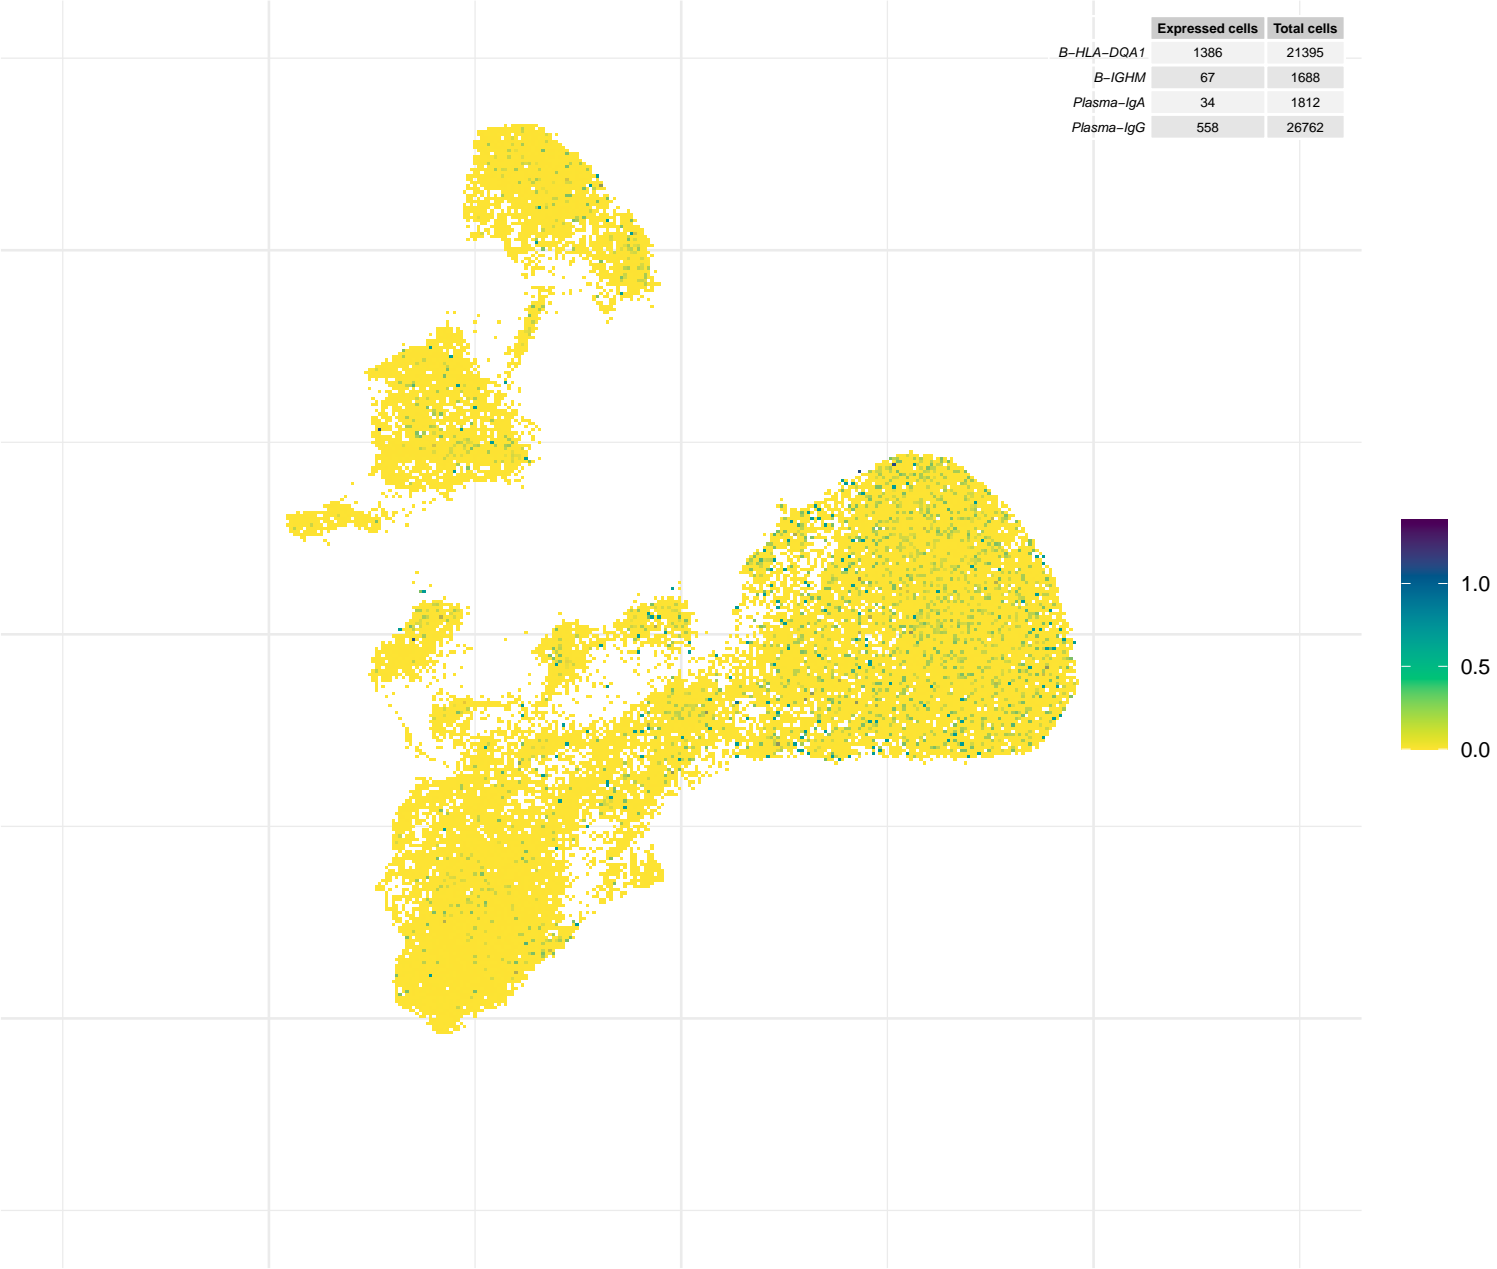 Expressed cells Total cells
B−HLA−DQA1 1386 21395
B−IGHM 67 1688
Plasma−IgA 34 1812
Plasma−IgG 558 26762
1.0
0.5
0.0